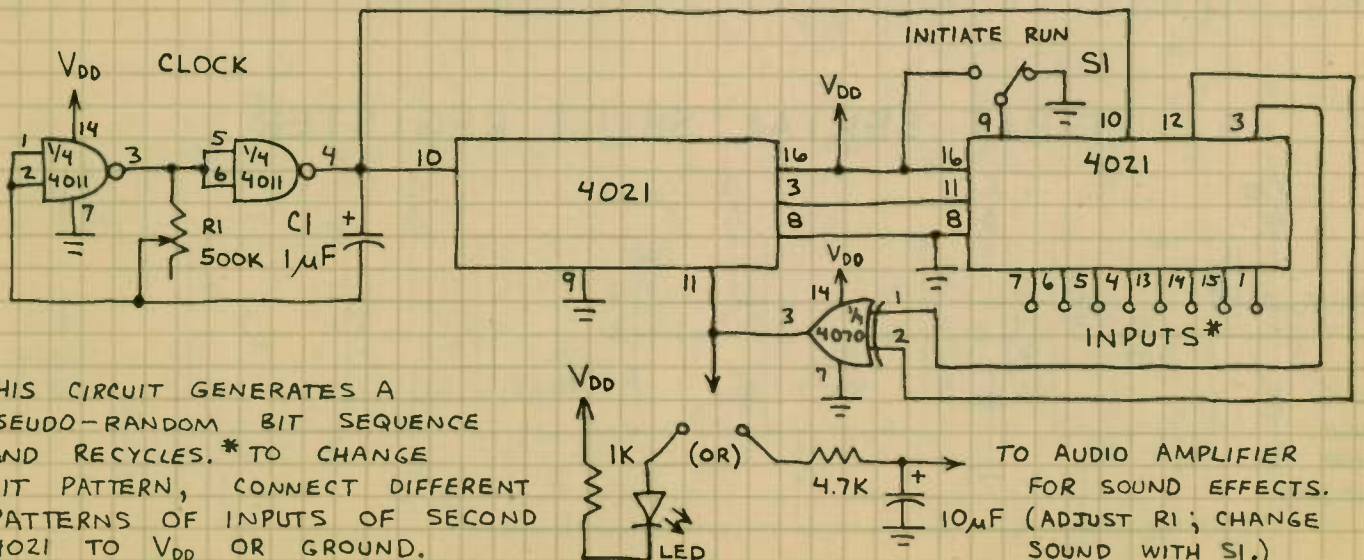 INITIATE RUN
S1
VDD
CLOCK
VDD
14
1
2
1/4
4011
3
7
5
6
1/4
4011
4
R1
500K
C1
+
1µF
10
4021
16
3
8
9
11
9
10
12
3
4021
16
11
8
7 6 5 4 13 14 15 1
INPUTS*
VDD
14
3
1/4
4070
1
2
7
HIS CIRCUIT GENERATES A
SEUDO-RANDOM BIT SEQUENCE
ND RECYCLES.* TO CHANGE
IT PATTERN, CONNECT DIFFERENT
ATTERNS OF INPUTS OF SECOND
4021 TO VDD OR GROUND.
VDD
1K
(OR)
LED
4.7K
+
10µF
TO AUDIO AMPLIFIER
FOR SOUND EFFECTS.
(ADJUST R1; CHANGE
SOUND WITH S1.)